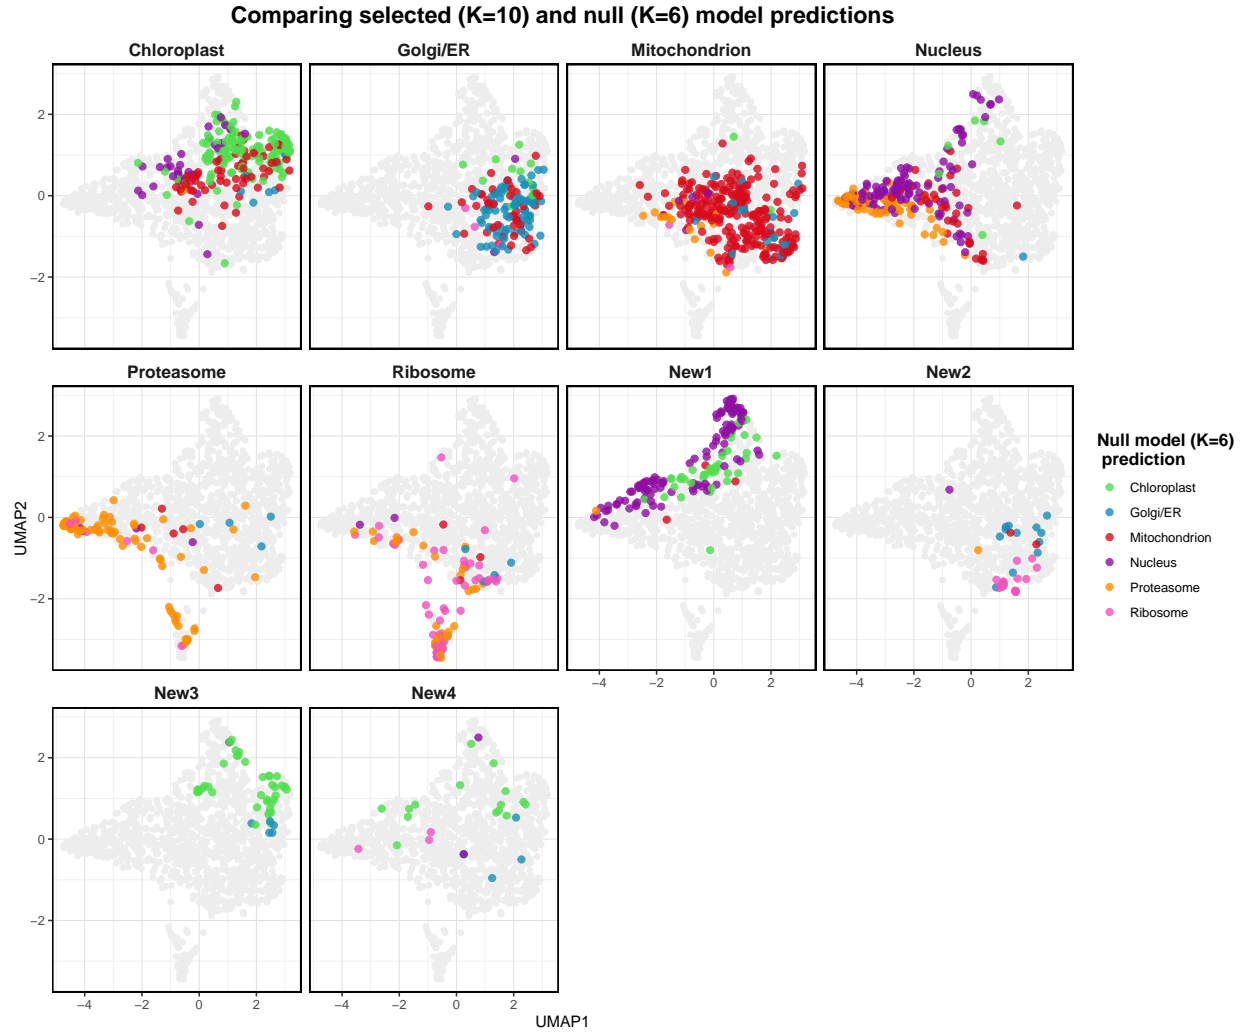 Comparing selected (K=10) and null (K=6) model predictions
Chloroplast
Golgi/ER
Mitochondrion
Nucleus
2
0
−2
Proteasome
Ribosome
New1
New2
2
0
−2
−4 −2 0 2
−4 −2 0 2
New3
New4
2
0
−2
−4 −2 0 2
−4 −2 0 2
UMAP1
UMAP2
Null model (K=6)
prediction
Chloroplast
Golgi/ER
Mitochondrion
Nucleus
Proteasome
Ribosome